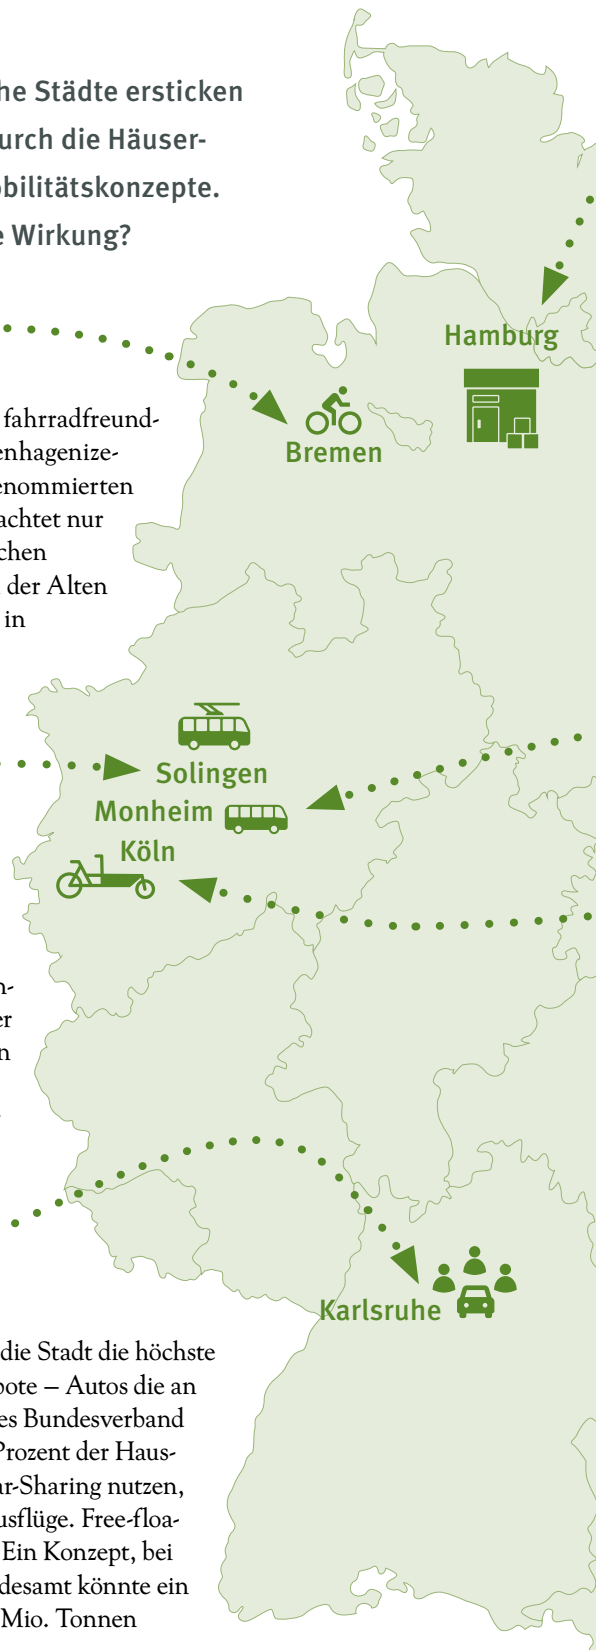 he Städte ersticken
urch die Häuser-
obilitätskonzepte.
e Wirkung?
Hamburg
Bremen
fahrradfreund-
enhagenize-
enommierten
achtet nur
chen
der Alten
in
Solingen
Monheim
Köln
n-
er
n
Karlsruhe
die Stadt die höchste
bote – Autos die an
es Bundesverband
Prozent der Haus-
ar-Sharing nutzen,
usflüge. Free-floa-
Ein Konzept, bei
desamt könnte ein
Mio. Tonnen